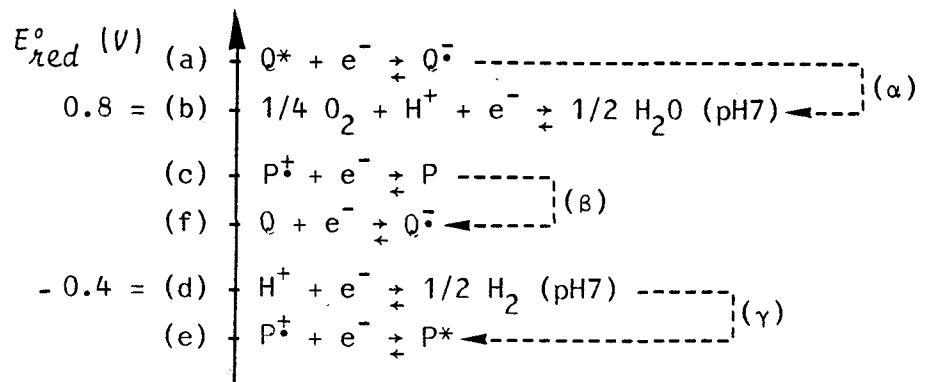 E°red (V)
(a) Q* + e⁻ ⇄ Q•⁻ (α)
0.8 = (b) 1/4 O₂ + H⁺ + e⁻ ⇄ 1/2 H₂O (pH7)
(c) P•⁺ + e⁻ ⇄ P (β)
(f) Q + e⁻ ⇄ Q•⁻
- 0.4 = (d) H⁺ + e⁻ ⇄ 1/2 H₂ (pH7) (γ)
(e) P•⁺ + e⁻ ⇄ P*